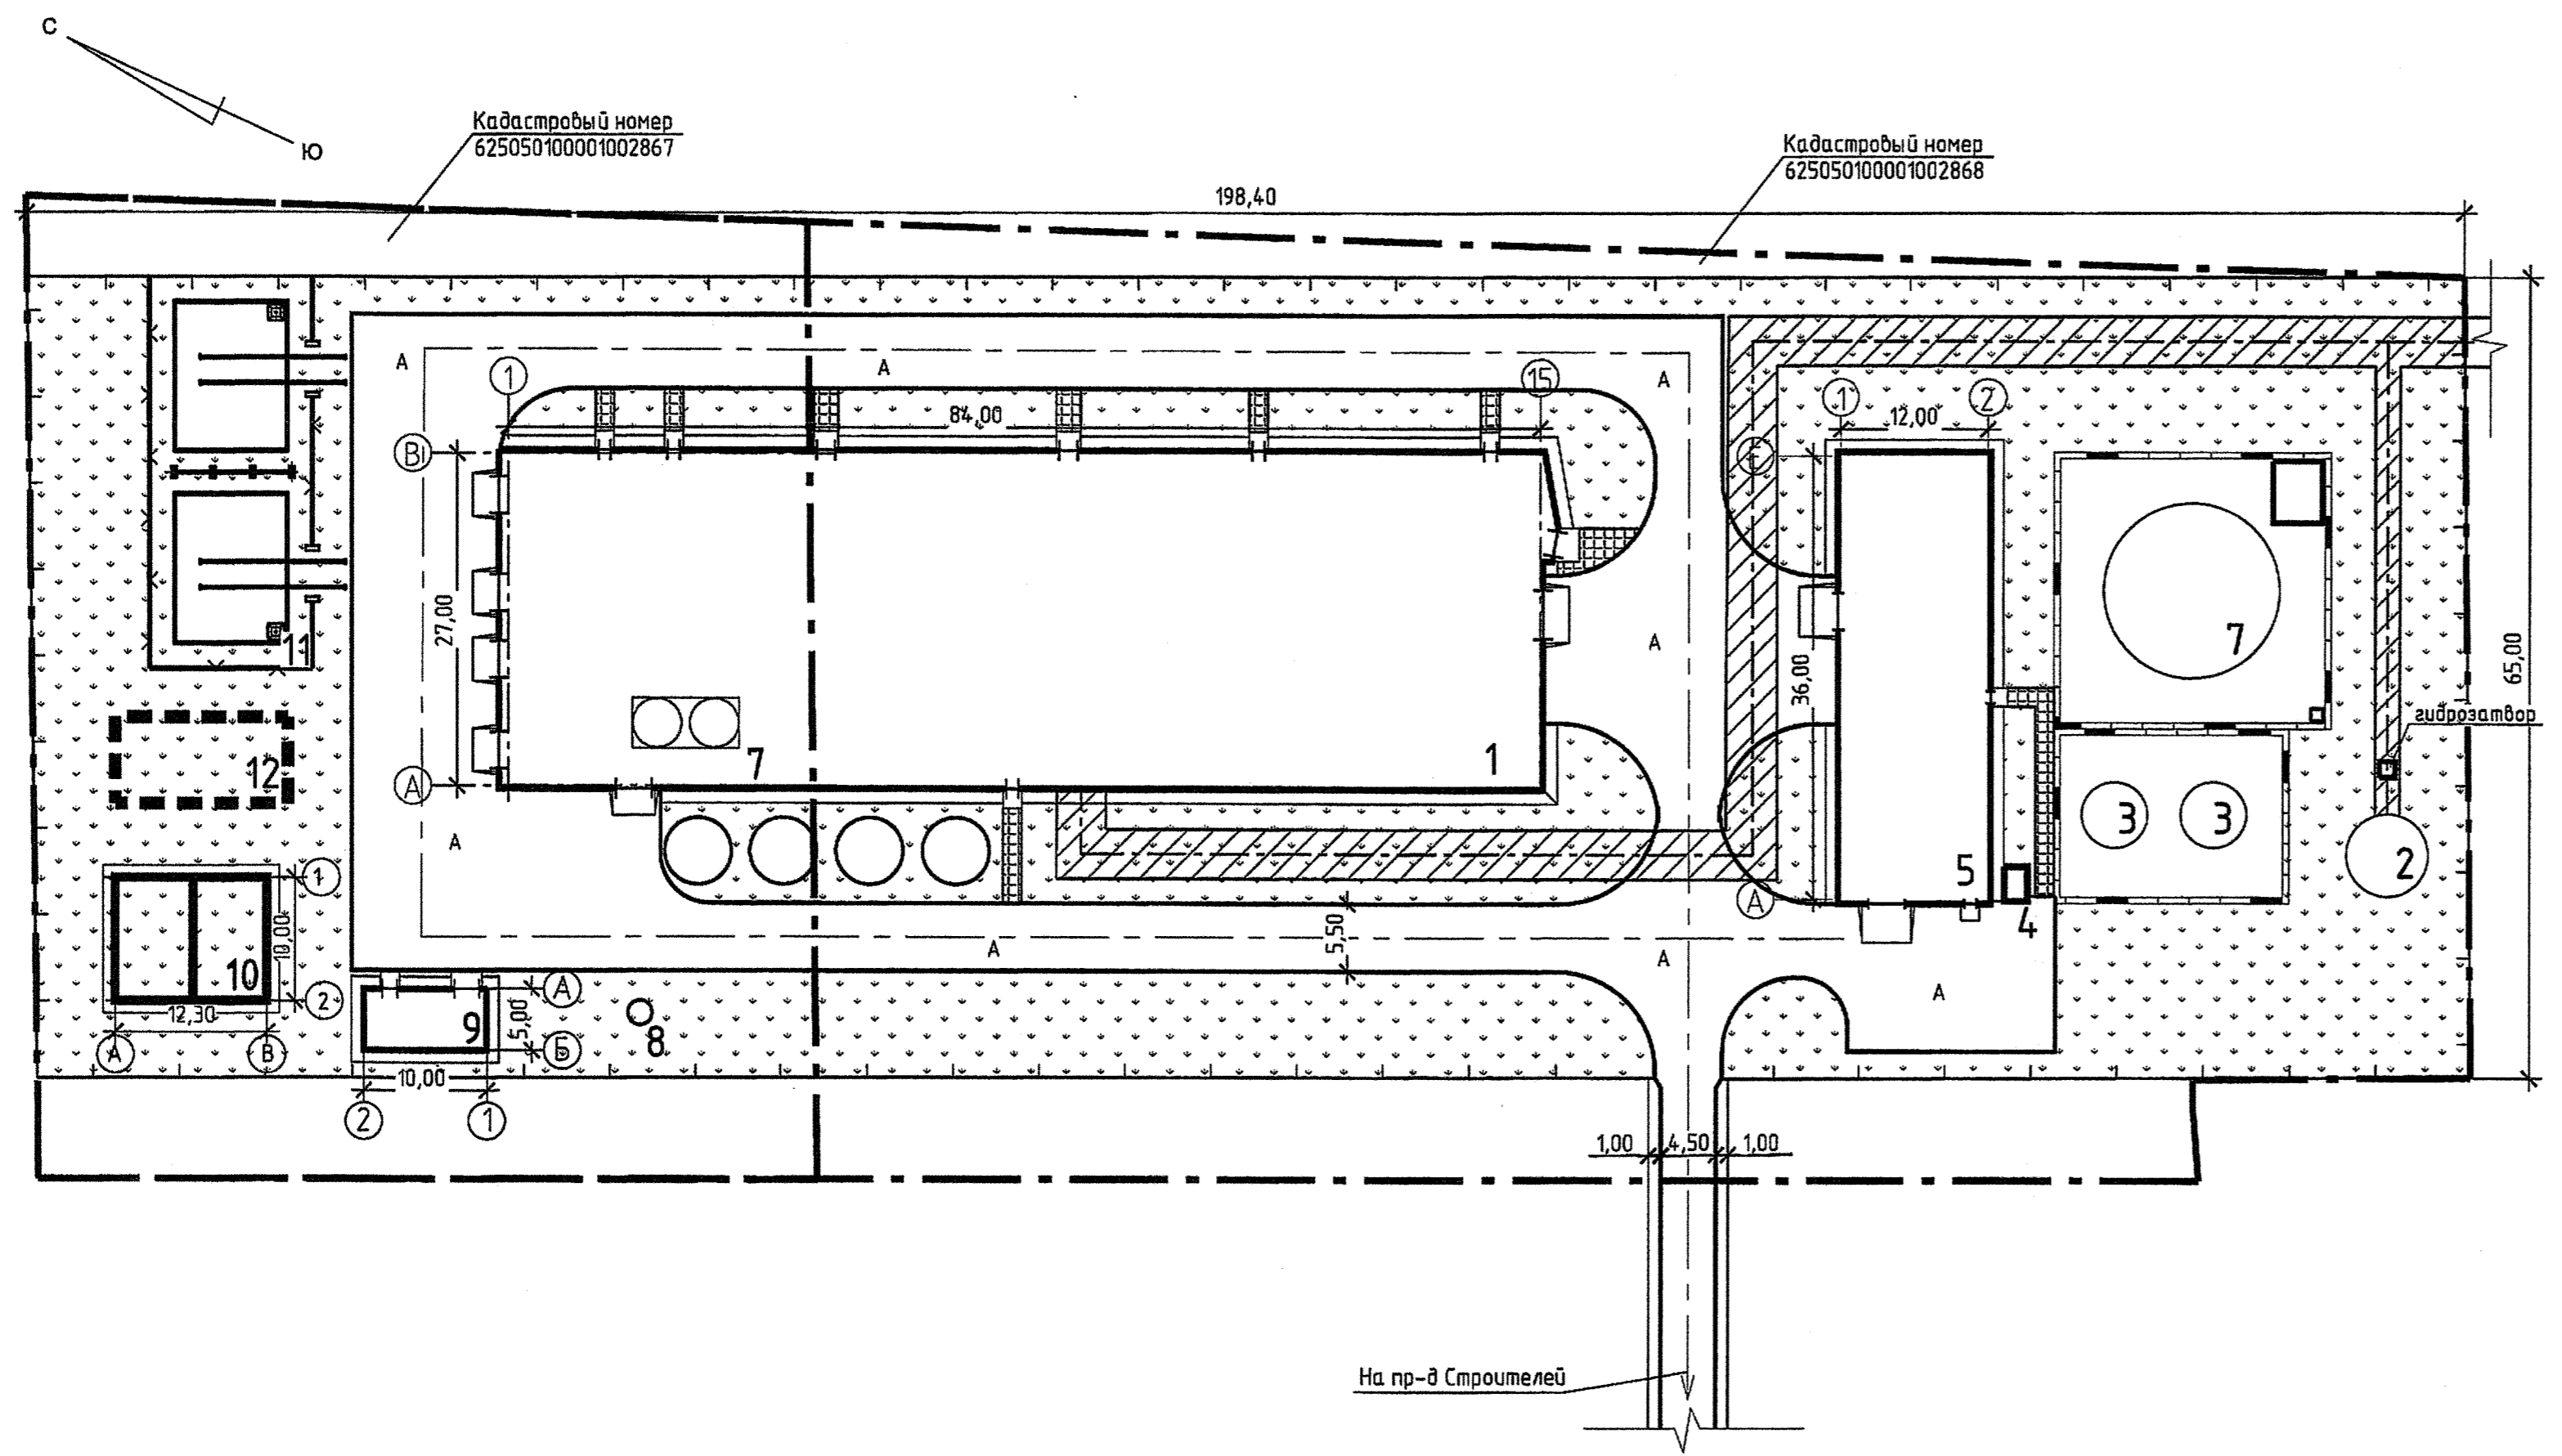 С
Ю
Кадастровый номер
625050100001002867
Кадастровый номер
625050100001002868
198,40
А
А
А
1
15
1
2
84,00
12,00
В
Г
27,00
А
36,00
65,00
11
7
гидрозатвор
12
7
1
А
3
3
А
5
2
1
А
4
10,00
5,50
А
А
А
10
2
А
9
5,00
8
12,30
А
В
Б
10,00
2
1
1,00
4,50
1,00
На пр-д Строителей